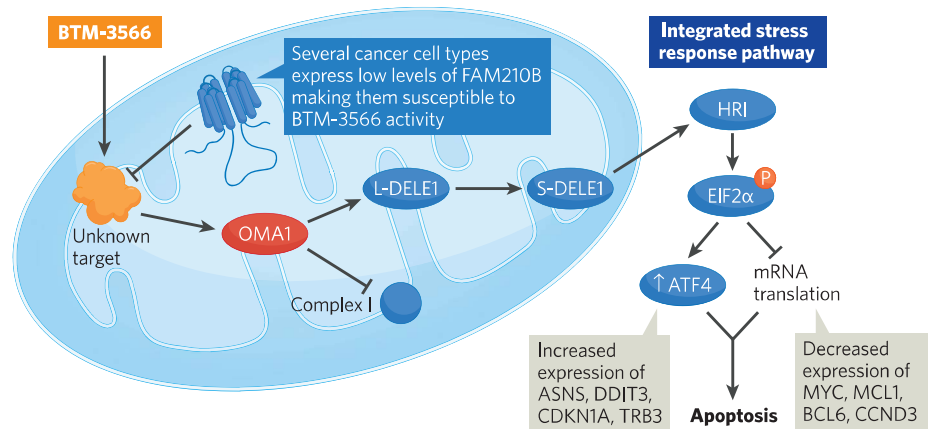 BTM-3566
Several cancer cell types
express low levels of FAM210B
making them susceptible to
BTM-3566 activity
Integrated stress
response pathway
HRI
L-DELE1
S-DELE1
P
EIF2α
OMA1
Unknown
target
Complex I
↑ATF4
mRNA
translation
Increased
expression of
ASNS, DDIT3,
CDKN1A, TRB3
Decreased
expression of
MYC, MCL1,
BCL6, CCND3
Apoptosis